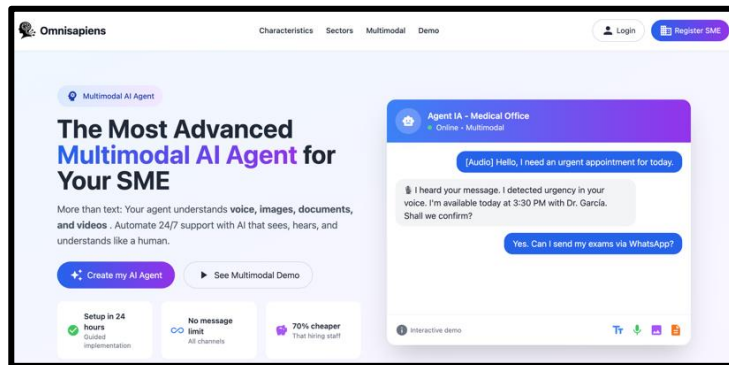 Omnisapiens
Characteristics Sectors Multimodal Demo
Login
Register SME
Multimodal AI Agent
The Most Advanced
Multimodal AI Agent for
Your SME
More than text: Your agent understands voice, images, documents,
and videos . Automate 24/7 support with AI that sees, hears, and
understands like a human.
Create my AI Agent
See Multimodal Demo
Setup in 24
hours
Guided
implementation
No message
limit
All channels
70% cheaper
That hiring staff
Agent IA - Medical Office
Online - Multimodal
[Audio] Hello, I need an urgent appointment for today.
I heard your message. I detected urgency in your
voice. I'm available today at 3:30 PM with Dr. García.
Shall we confirm?
Yes. Can I send my exams via WhatsApp?
Interactive demo